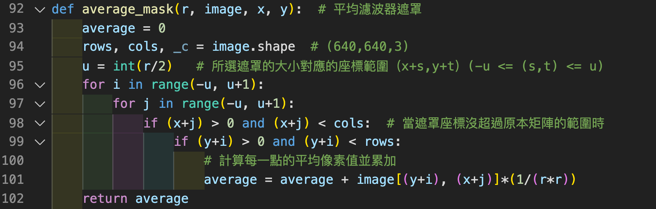 92 def average_mask(r, image, x, y):  # 平均濾波器遮罩
93     average = 0
94     rows, cols, _c = image.shape  # (640,640,3)
95     u = int(r/2)   # 所選遮罩的大小對應的座標範圍 (x+s,y+t) (-u <= (s,t) <= u)
96     for i in range(-u, u+1):
97         for j in range(-u, u+1):
98             if (x+j) > 0 and (x+j) < cols:  # 當遮罩座標沒超過原本矩陣的範圍時
99                 if (y+i) > 0 and (y+i) < rows:
100                     # 計算每一點的平均像素值並累加
101                     average = average + image[(y+i), (x+j)]*(1/(r*r))
102     return average